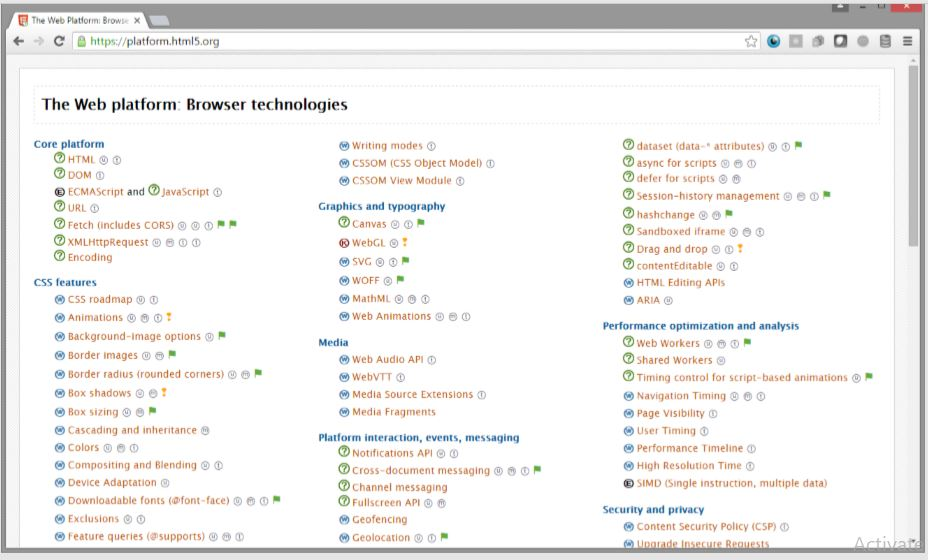 The Web Platform: Browse
https://platform.html5.org
The Web platform: Browser technologies
Core platform
HTML
DOM
ECMAScript and JavaScript
URL
Fetch (includes CORS)
XMLHttpRequest
Encoding
CSS features
CSS roadmap
Animations
Background-image options
Border images
Border radius (rounded corners)
Box shadows
Box sizing
Cascading and inheritance
Colors
Compositing and Blending
Device Adaptation
Downloadable fonts (@font-face)
Exclusions
Feature queries (@supports)
Writing modes
CSSOM (CSS Object Model)
CSSOM View Module
Graphics and typography
Canvas
WebGL
SVG
WOFF
MathML
Web Animations
Media
Web Audio API
WebVTT
Media Source Extensions
Media Fragments
Platform interaction, events, messaging
Notifications API
Cross-document messaging
Channel messaging
Fullscreen API
Geofencing
Geolocation
dataset (data-* attributes)
async for scripts
defer for scripts
Session-history management
hashchange
Sandboxed iframe
Drag and drop
contentEditable
HTML Editing APIs
ARIA
Performance optimization and analysis
Web Workers
Shared Workers
Timing control for script-based animations
Navigation Timing
Page Visibility
User Timing
Performance Timeline
High Resolution Time
SIMD (Single instruction, multiple data)
Security and privacy
Content Security Policy (CSP)
Upgrade Insecure Requests
Activate